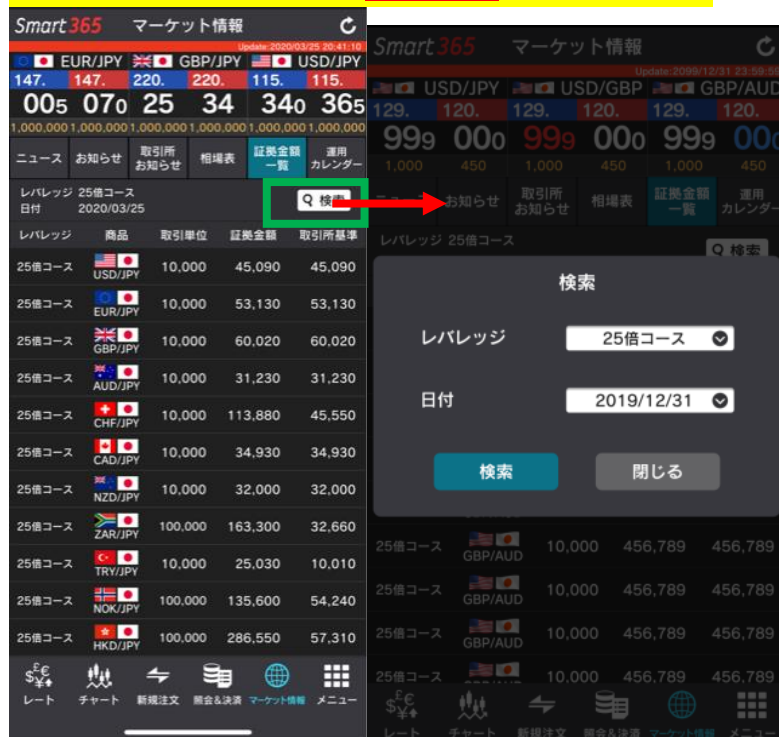 Smart 365 マーケット情報
Update:2020/03/25 20:41:10
EUR/JPY GBP/JPY USD/JPY
147. 147. 220. 220. 115. 115.
005 070 25 34 340 365
1,000,000 1,000,000 1,000,000 1,000,000 1,000,000 1,000,000
ニュース お知らせ 取引所お知らせ 相場表 証拠金額一覧 運用カレンダー
レバレッジ 25倍コース
日付 2020/03/25
検索
レバレッジ 商品 取引単位 証拠金額 取引所基準
25倍コース USD/JPY 10,000 45,090 45,090
25倍コース EUR/JPY 10,000 53,130 53,130
25倍コース GBP/JPY 10,000 60,020 60,020
25倍コース AUD/JPY 10,000 31,230 31,230
25倍コース CHF/JPY 10,000 113,880 45,550
25倍コース CAD/JPY 10,000 34,930 34,930
25倍コース NZD/JPY 10,000 32,000 32,000
25倍コース ZAR/JPY 100,000 163,300 32,660
25倍コース TRY/JPY 10,000 25,030 10,010
25倍コース NOK/JPY 100,000 135,600 54,240
25倍コース HKD/JPY 100,000 286,550 57,310
レート チャート 新規注文 照会&決済 マーケット情報 メニュー
Smart 365 マーケット情報
Update:2099/12/31 23:59:59
USD/JPY USD/GBP GBP/AUD
129. 120. 129. 120. 129. 120.
999 000 999 000 999 000
1,000 450 1,000 450 1,000 450
ニュース お知らせ 取引所お知らせ 相場表 証拠金額一覧 運用カレンダー
レバレッジ 25倍コース
検索
検索
レバレッジ 25倍コース
日付 2019/12/31
検索 閉じる
25倍コース GBP/AUD 10,000 456,789 456,789
25倍コース GBP/AUD 10,000 456,789 456,789
25倍コース GBP/AUD 10,000 456,789 456,789
25倍コース 10,000 456,789 456,789
レート チャート 新規注文 照会&決済 マーケット情報 メニュー